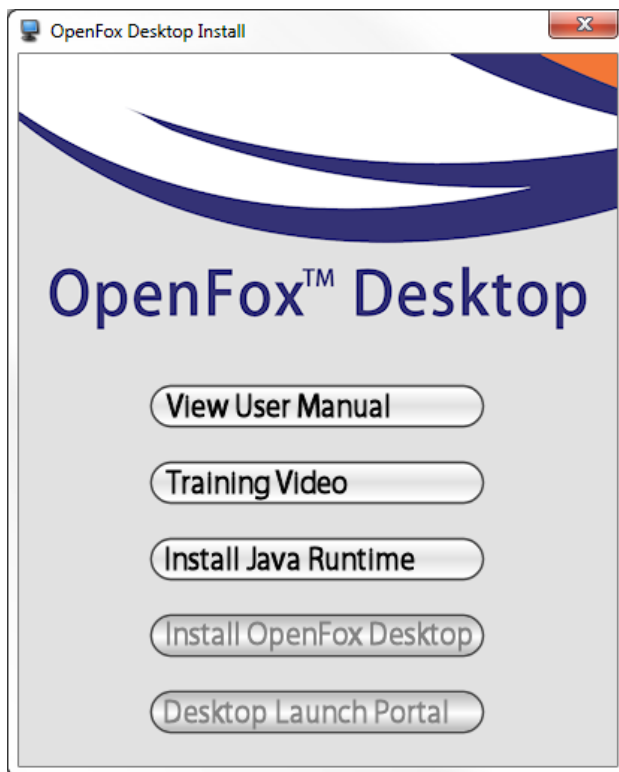 OpenFox Desktop Install
OpenFox™ Desktop
View User Manual
Training Video
Install Java Runtime
Install OpenFox Desktop
Desktop Launch Portal